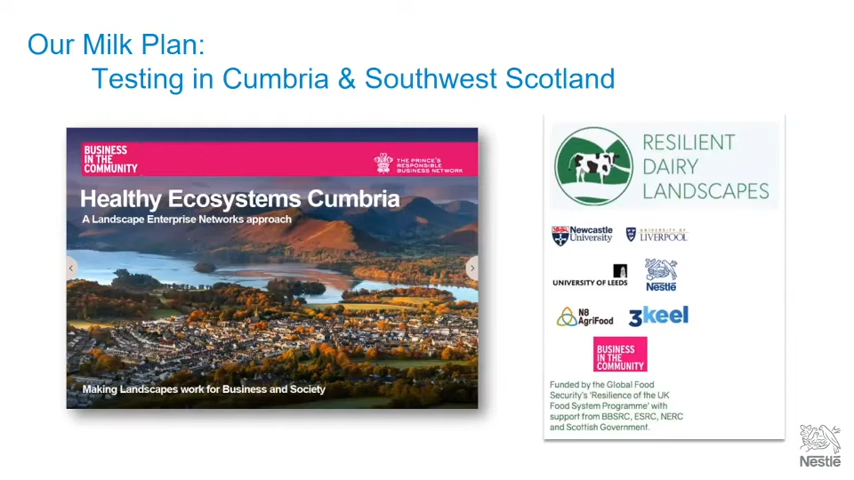 Our Milk Plan:
Testing in Cumbria & Southwest Scotland
BUSINESS
IN THE
COMMUNITY
THE PRINCE'S
RESPONSIBLE
BUSINESS NETWORK
Healthy Ecosystems Cumbria
A Landscape Enterprise Networks approach
Making Landscapes work for Business and Society
RESILIENT
DAIRY
LANDSCAPES
Newcastle
University
UNIVERSITY OF
LIVERPOOL
UNIVERSITY OF LEEDS
Nestlé
N8
AgriFood
3keel
BUSINESS
IN THE
COMMUNITY
Funded by the Global Food
Security's 'Resilience of the UK
Food System Programme' with
support from BBSRC, ESRC, NERC
and Scottish Government.
Nestlé